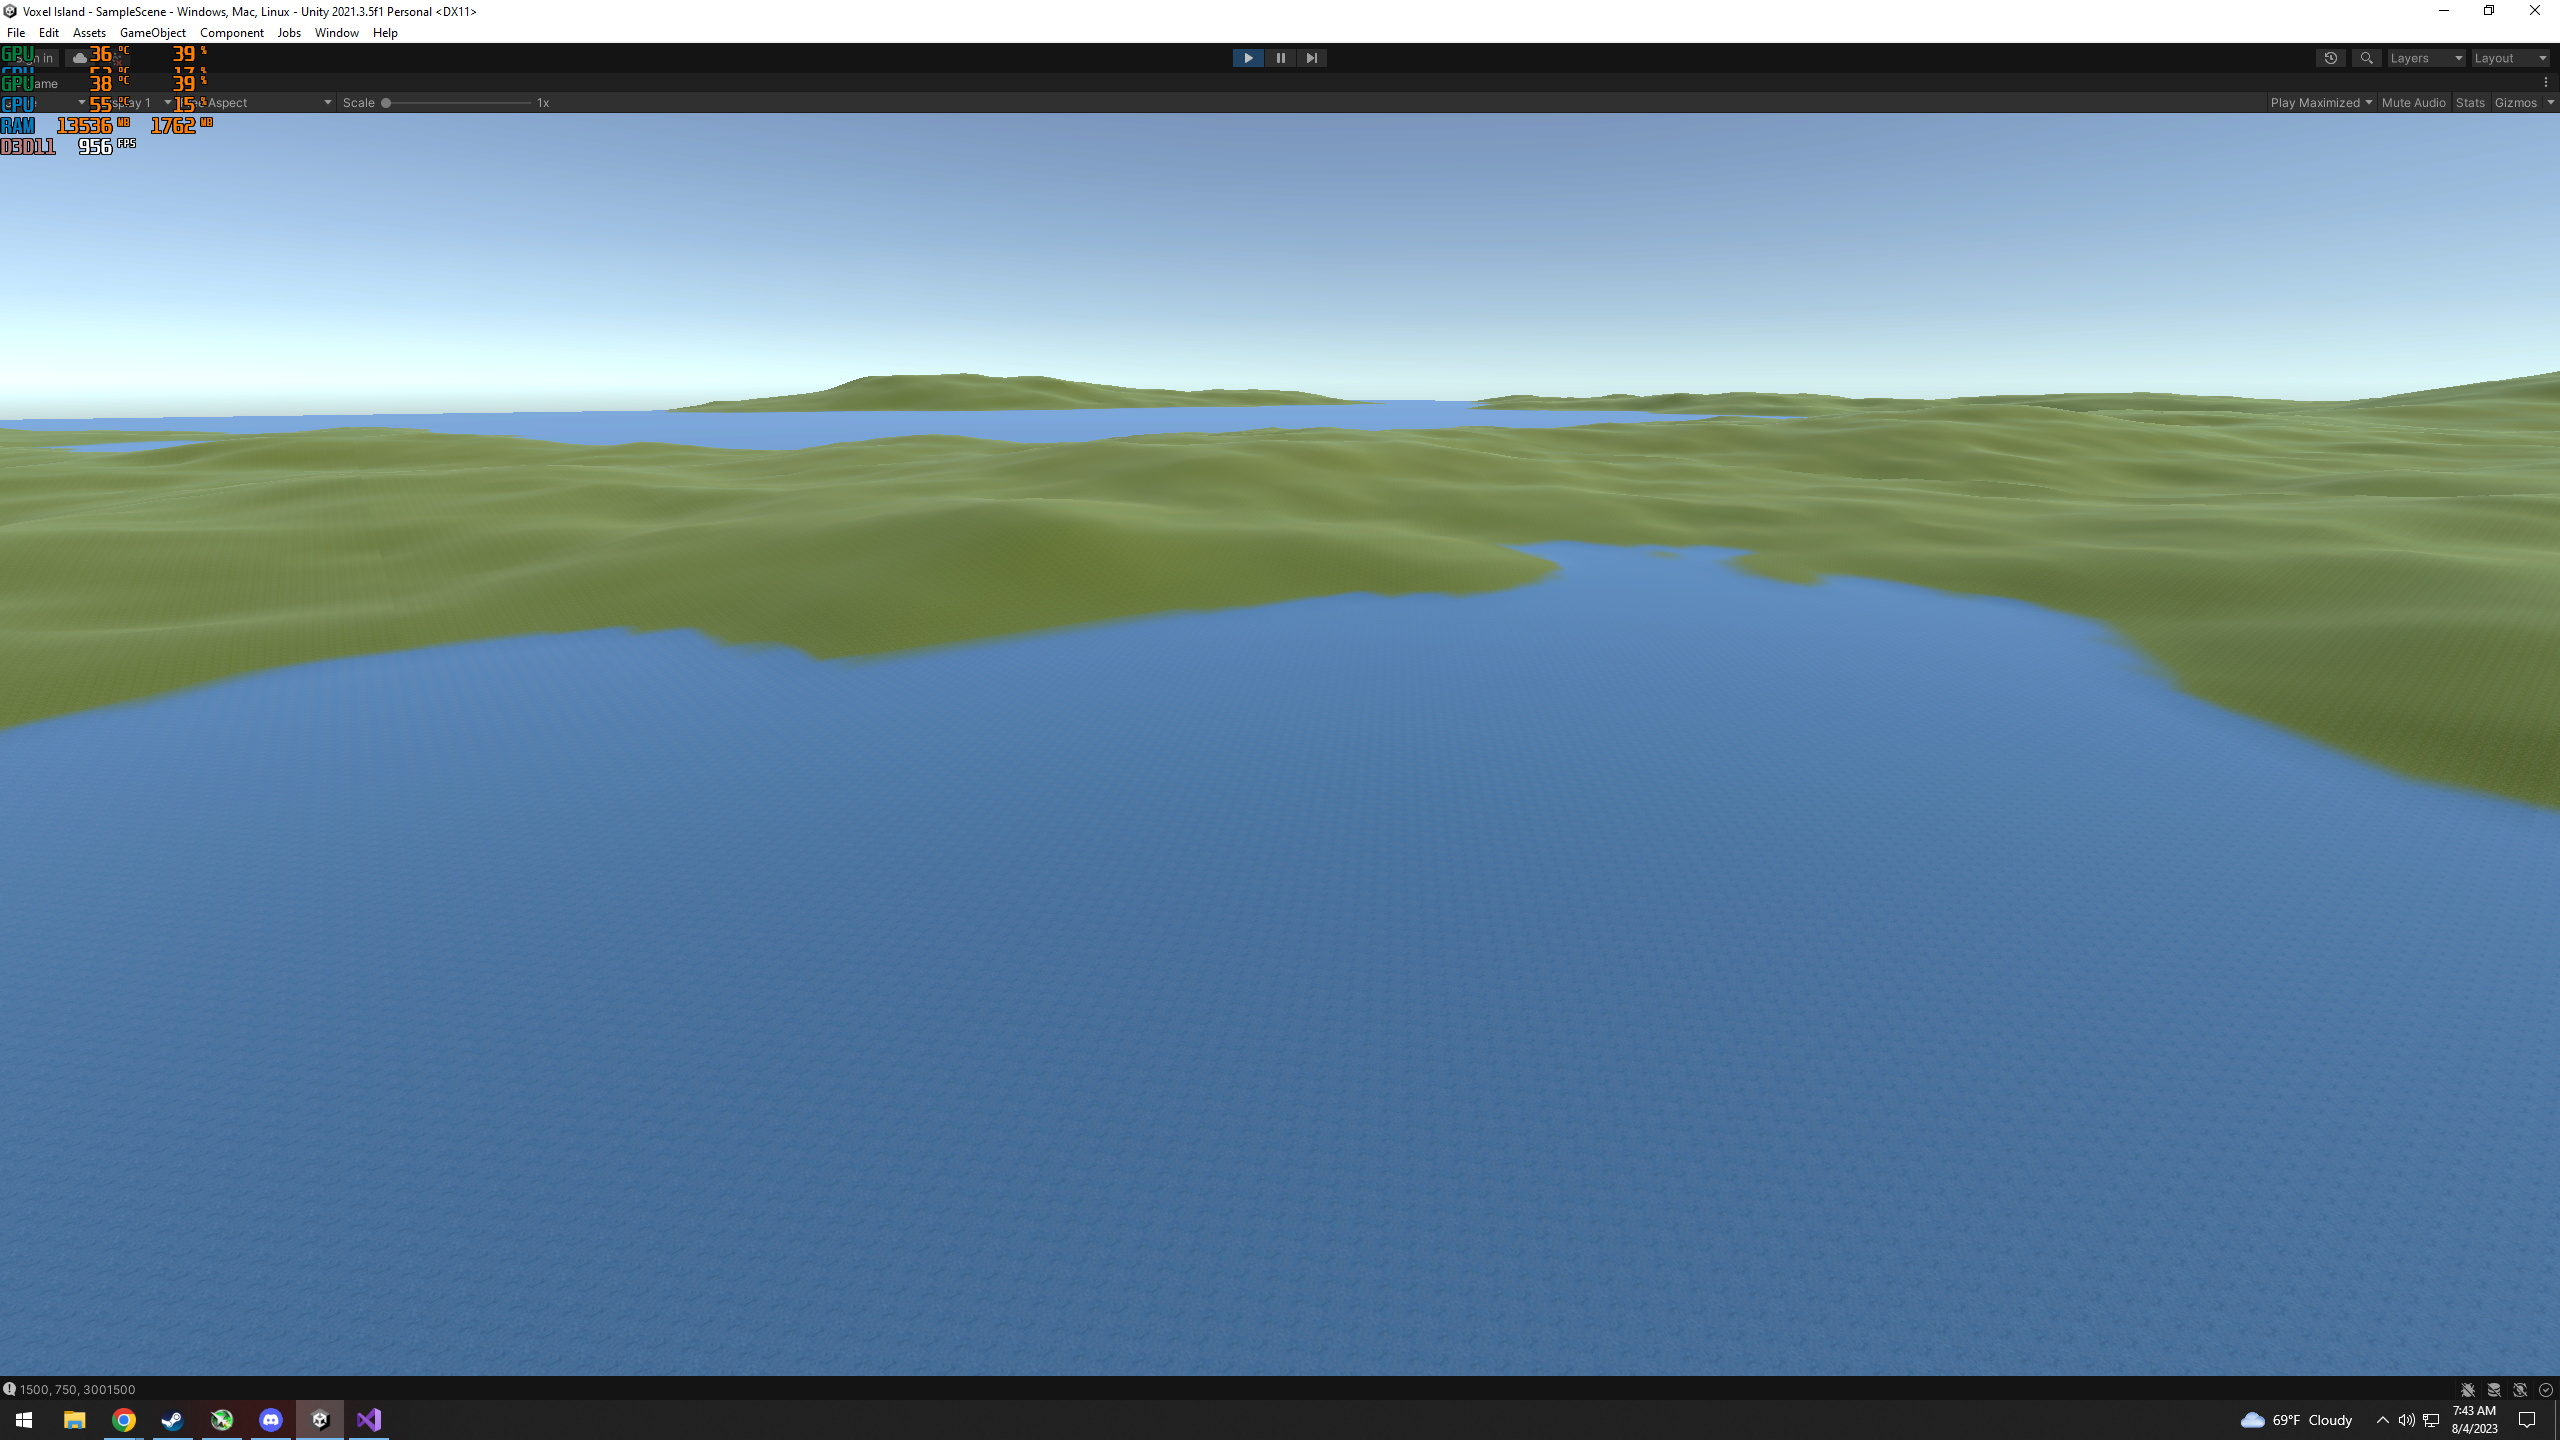 Voxel Island - SampleScene - Windows, Mac, Linux - Unity 2021.3.5f1 Personal <DX11>
File Edit Assets GameObject Component Jobs Window Help
GPU 36 °C 39 %
in
Layers Layout
GPU 38 °C 39 %
CPU 55 °C 15 %
Aspect Scale 1x Play Maximized Mute Audio Stats Gizmos
RAM 13536 MB 1762 MB
D3D11 956 FPS
1500, 750, 3001500
69°F Cloudy
7:43 AM
8/4/2023